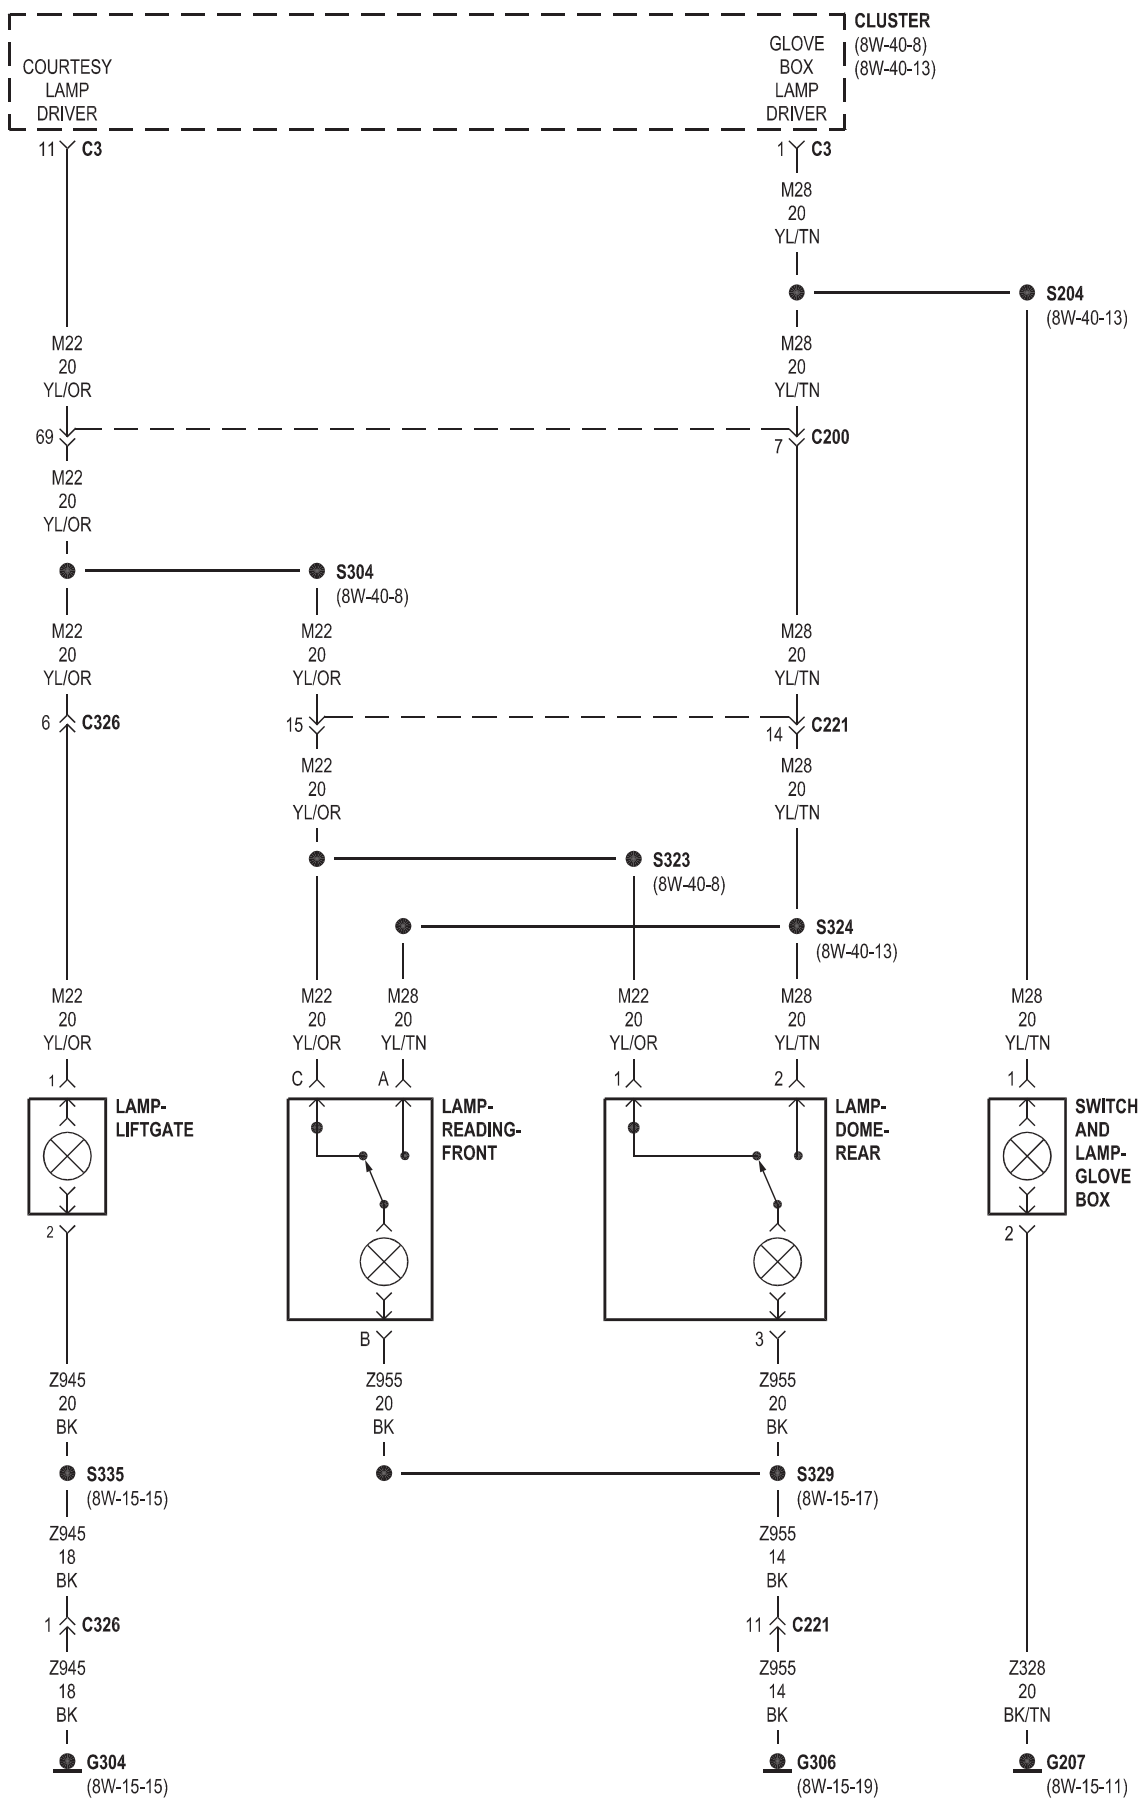 CLUSTER
(8W-40-8)
(8W-40-13)
COURTESY
LAMP
DRIVER
GLOVE
BOX
LAMP
DRIVER
11 C3
1 C3
M28
20
YL/TN
S204
(8W-40-13)
M22
20
YL/OR
M28
20
YL/TN
69
7 C200
M22
20
YL/OR
S304
(8W-40-8)
M22
20
YL/OR
M22
20
YL/OR
M28
20
YL/TN
6 C326
15
14 C221
M22
20
YL/OR
M28
20
YL/TN
S323
(8W-40-8)
S324
(8W-40-13)
M22
20
YL/OR
M22
20
YL/OR
M28
20
YL/TN
M22
20
YL/OR
M28
20
YL/TN
M28
20
YL/TN
1
C
A
1
2
1
LAMP-
LIFTGATE
LAMP-
READING-
FRONT
LAMP-
DOME-
REAR
SWITCH
AND
LAMP-
GLOVE
BOX
2
2
B
3
Z945
20
BK
Z955
20
BK
Z955
20
BK
S335
(8W-15-15)
S329
(8W-15-17)
Z945
18
BK
Z955
14
BK
1 C326
11 C221
Z945
18
BK
Z955
14
BK
Z328
20
BK/TN
G304
(8W-15-15)
G306
(8W-15-19)
G207
(8W-15-11)